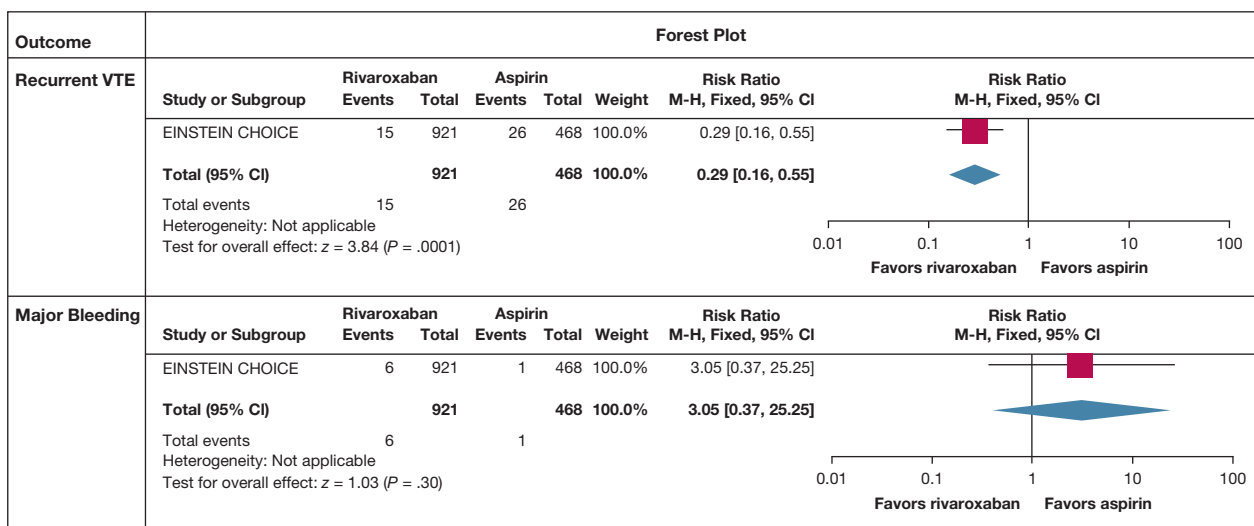 Outcome Forest Plot
Recurrent VTE Rivaroxaban Aspirin Risk Ratio Risk Ratio
Study or Subgroup Events Total Events Total Weight M-H, Fixed, 95% CI M-H, Fixed, 95% CI
EINSTEIN CHOICE 15 921 26 468 100.0% 0.29 [0.16, 0.55]
Total (95% CI) 921 468 100.0% 0.29 [0.16, 0.55]
Total events 15 26
Heterogeneity: Not applicable
Test for overall effect: z = 3.84 (P = .0001)
0.01 0.1 1 10 100
Favors rivaroxaban Favors aspirin
Major Bleeding Rivaroxaban Aspirin Risk Ratio Risk Ratio
Study or Subgroup Events Total Events Total Weight M-H, Fixed, 95% CI M-H, Fixed, 95% CI
EINSTEIN CHOICE 6 921 1 468 100.0% 3.05 [0.37, 25.25]
Total (95% CI) 921 468 100.0% 3.05 [0.37, 25.25]
Total events 6 1
Heterogeneity: Not applicable
Test for overall effect: z = 1.03 (P = .30)
0.01 0.1 1 10 100
Favors rivaroxaban Favors aspirin